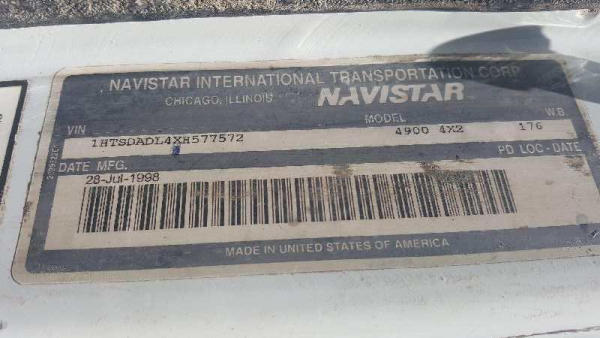 NAVISTAR INTERNATIONAL TRANSPORTATION CORP
CHICAGO, ILLINOIS NAVISTAR
VIN MODEL W.B.
1HTSDADL4XH577572 4900 4X2 176
DATE MFG. PD LOC-DATE
28-Jul-1998
MADE IN UNITED STATES OF AMERICA